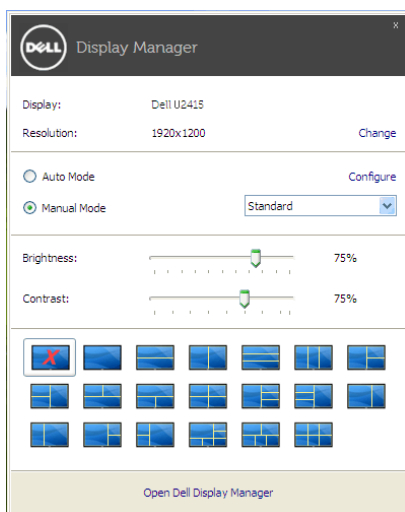 x
DELL Display Manager
Display: Dell U2415
Resolution: 1920x1200 Change
Auto Mode Configure
Manual Mode Standard
Brightness: 75%
Contrast: 75%
Open Dell Display Manager